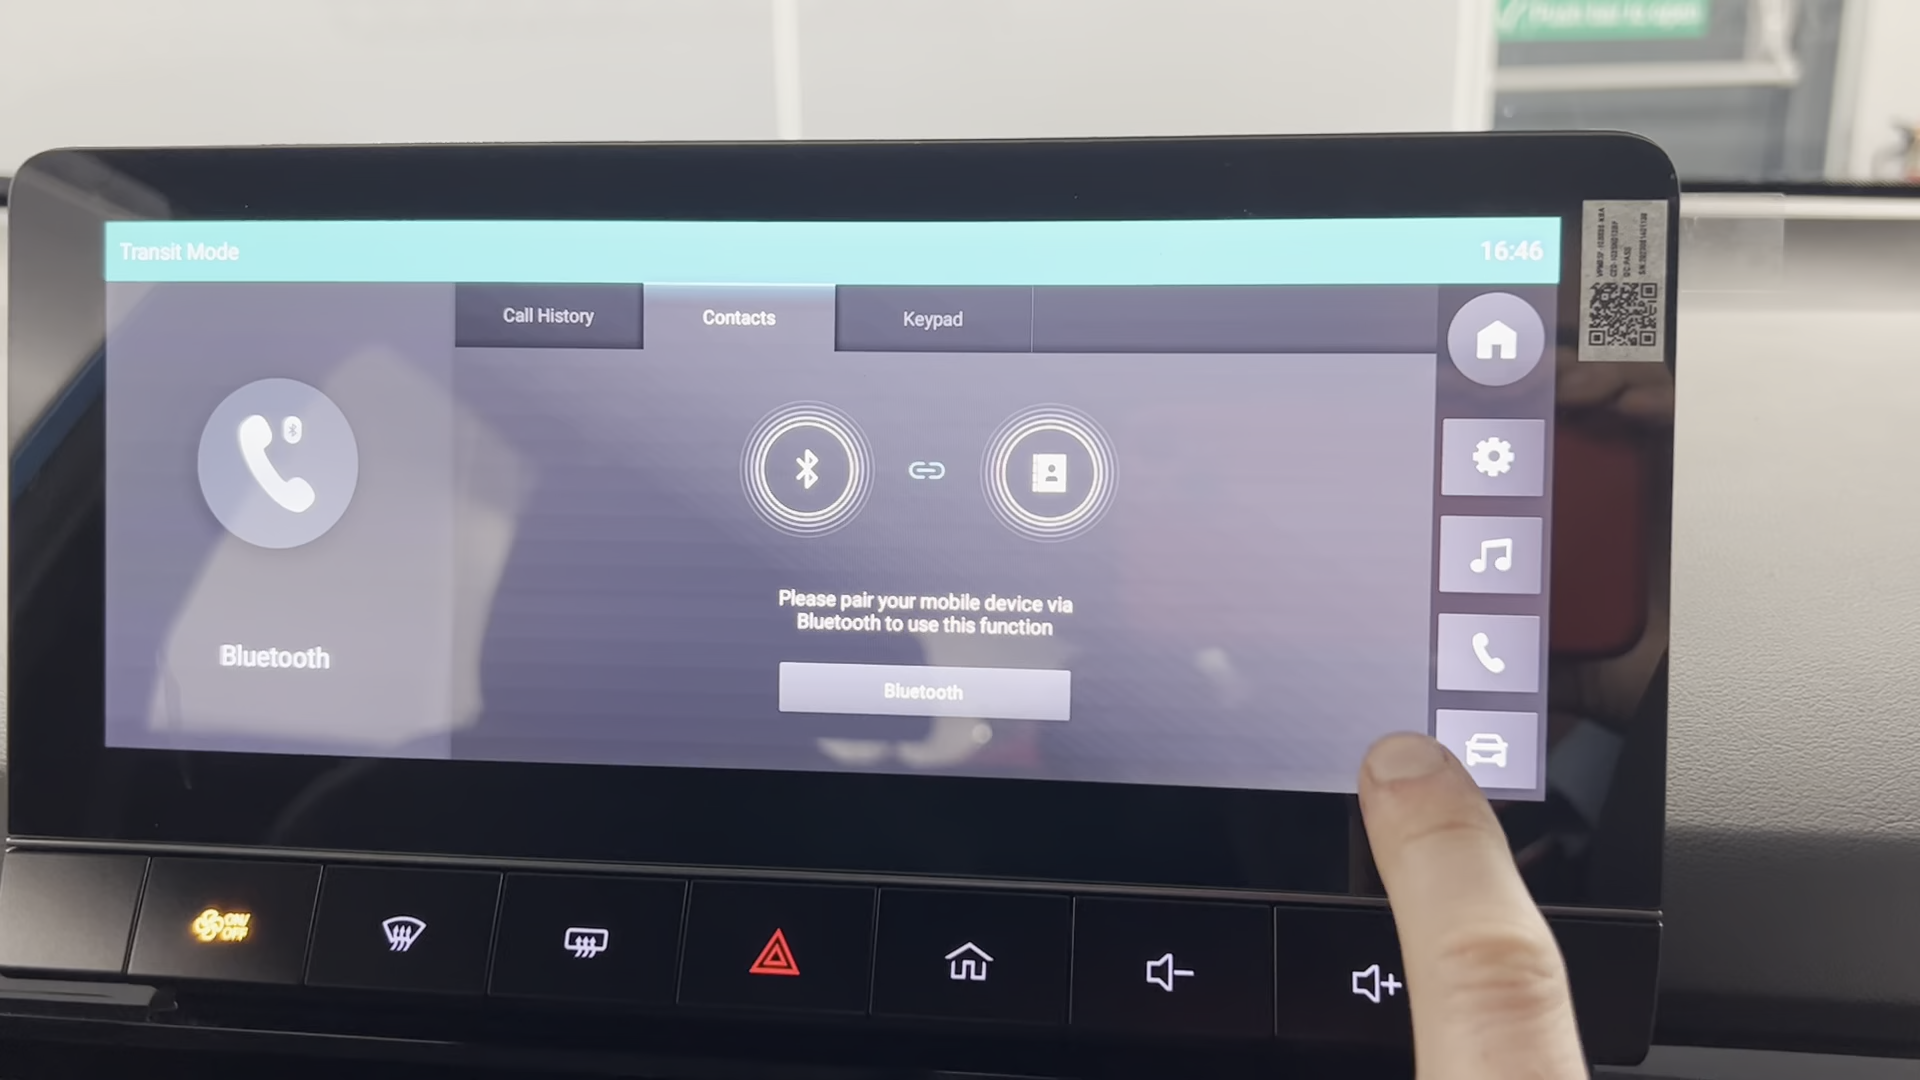 Transit Mode
16:46
Call History
Contacts
Keypad
Please pair your mobile device via
Bluetooth to use this function
Bluetooth
Bluetooth
ON/
OFF